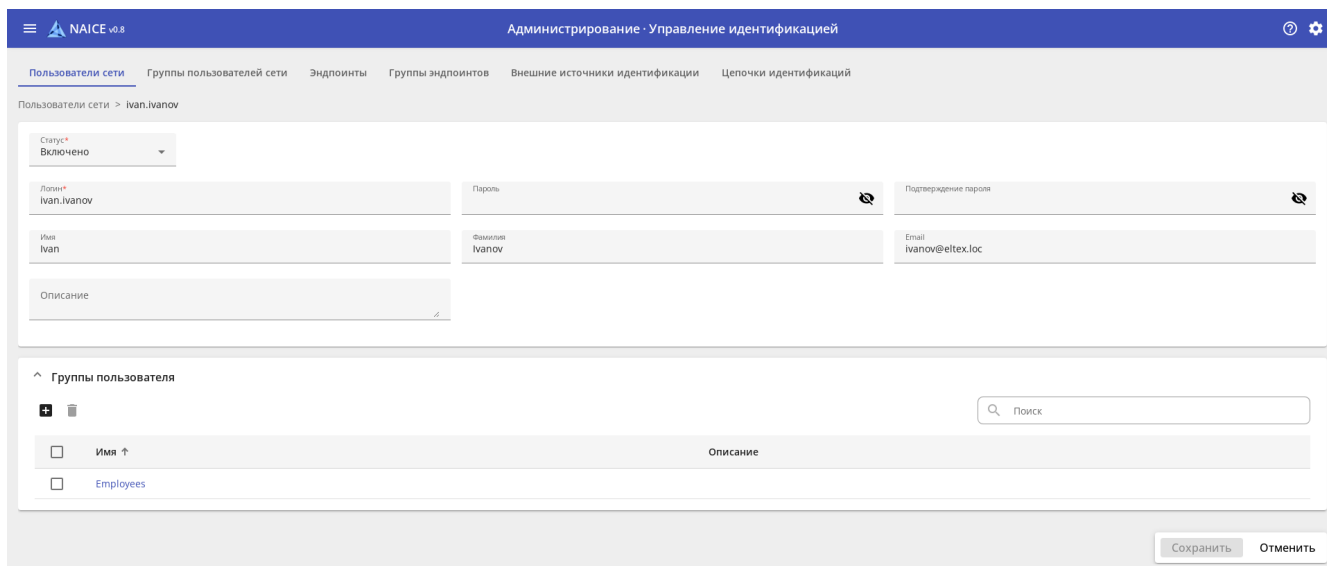 NAICE v0.8
Администрирование · Управление идентификацией
Пользователи сети Группы пользователей сети Эндпоинты Группы эндпоинтов Внешние источники идентификации Цепочки идентификаций
Пользователи сети > ivan.ivanov
Статус*
Включено
Логин* Пароль Подтверждение пароля
ivan.ivanov
Имя Фамилия Email
Ivan Ivanov ivanov@eltex.loc
Описание
Группы пользователя
Поиск
Имя ↑ Описание
Employees
Сохранить Отменить